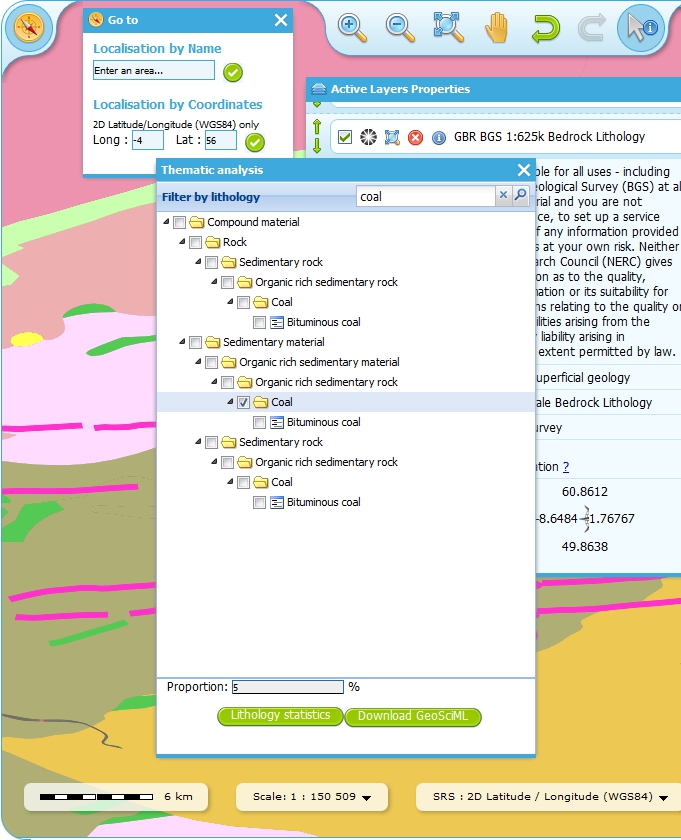 Go to
Localisation by Name
Enter an area...
Localisation by Coordinates
2D Latitude/Longitude (WGS84) only
Long : -4 Lat : 56
Active Layers Properties
GBR BGS 1:625k Bedrock Lithology
Thematic analysis
Filter by lithology
coal
Compound material
Rock
Sedimentary rock
Organic rich sedimentary rock
Coal
Bituminous coal
Sedimentary material
Organic rich sedimentary material
Organic rich sedimentary rock
Coal
Bituminous coal
Sedimentary rock
Organic rich sedimentary rock
Coal
Bituminous coal
Proportion: 5 %
Lithology statistics
Download GeoSciML
ble for all uses - including
eological Survey (BGS) at al
rial and you are not
ce, to set up a service
f any information provided
s at your own risk. Neither
arch Council (NERC) gives
on as to the quality,
mation or its suitability for
ns relating to the quality or
ilities arising from the
r liability arising in
extent permitted by law.
uperficial geology
ale Bedrock Lithology
urvey
ation ?
60.8612
-8.6484 1.76767
49.8638
6 km
Scale: 1 : 150 509
SRS : 2D Latitude / Longitude (WGS84)